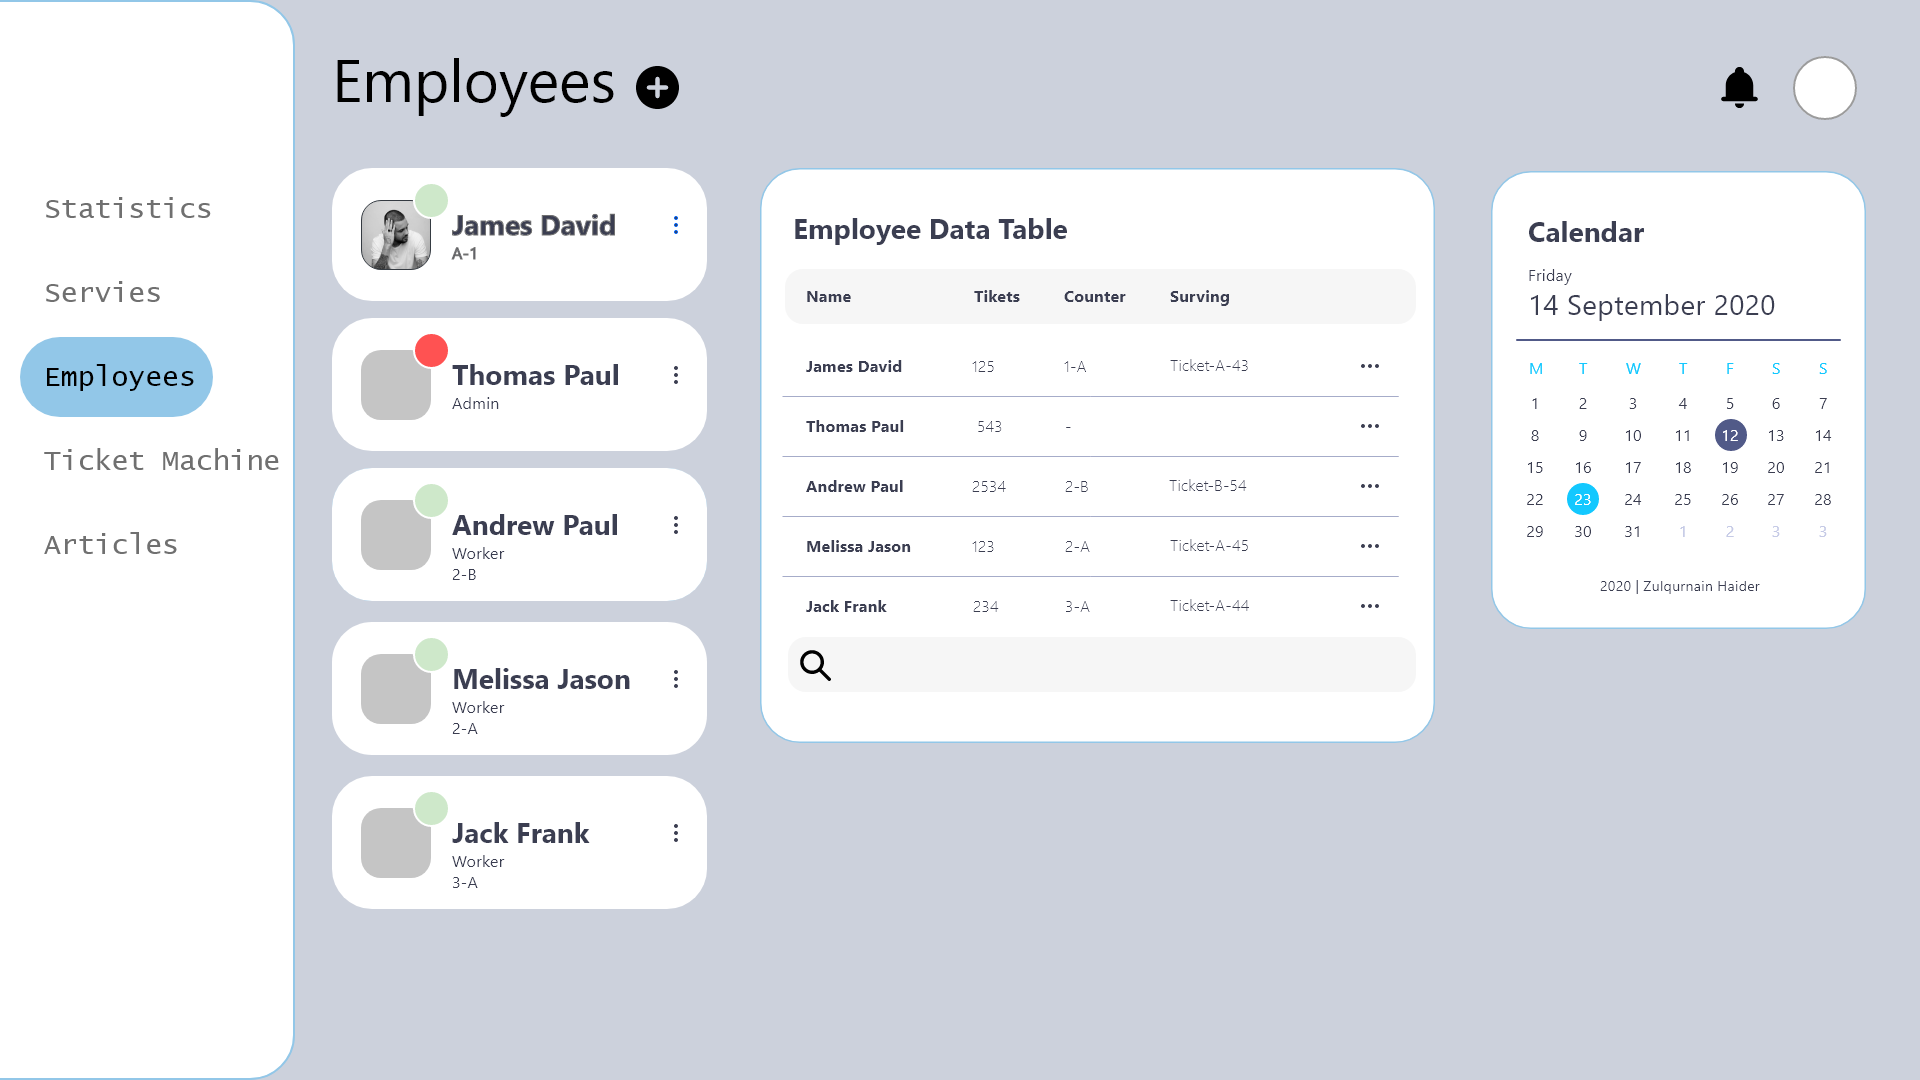 Statistics
Servies
Employees
Ticket Machine
Articles
Employees
James David
A-1
Thomas Paul
Admin
Andrew Paul
Worker
2-B
Melissa Jason
Worker
2-A
Jack Frank
Worker
3-A
Employee Data Table
Name Tikets Counter Surving
James David 125 1-A Ticket-A-43
Thomas Paul 543 -
Andrew Paul 2534 2-B Ticket-B-54
Melissa Jason 123 2-A Ticket-A-45
Jack Frank 234 3-A Ticket-A-44
Calendar
Friday
14 September 2020
M T W T F S S
1 2 3 4 5 6 7
8 9 10 11 12 13 14
15 16 17 18 19 20 21
22 23 24 25 26 27 28
29 30 31 1 2 3 3
2020 | Zulqurnain Haider